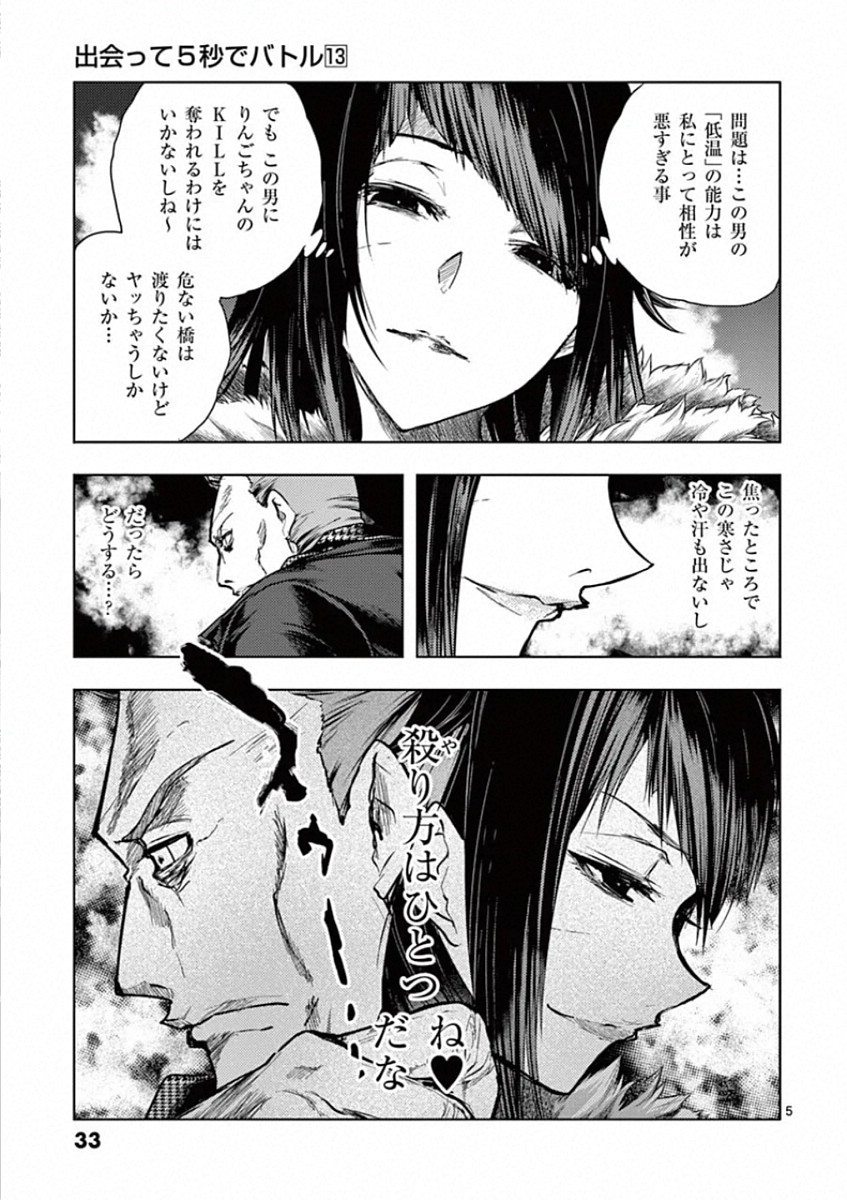 出会って5秒でバトル13
問題は…この男の
「低温」の能力は
私にとって相性が
悪すぎる事
でも この男に
りんごちゃんの
KILLを
奪われるわけには
いかないしね~
危ない橋は
渡りたくないけど
ヤッちゃうしか
ないか…
焦ったところで
この寒さじゃ
冷や汗も出ないし
だったら
どうする…?
殺り方はひとつ
や
ね♥
だな
5
33